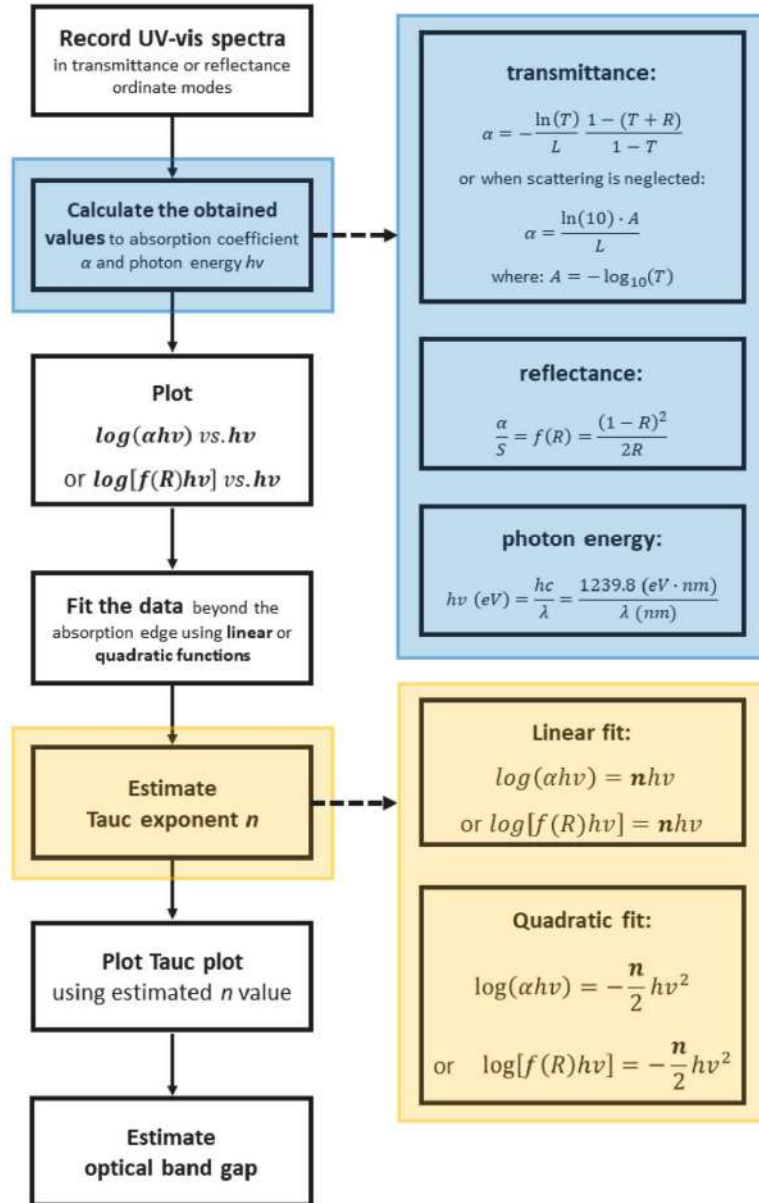 Record UV-vis spectra
in transmittance or reflectance
ordinate modes
Calculate the obtained
values to absorption coefficient
α and photon energy hν
Plot
log(αhν) vs.hν
or log[f(R)hν] vs.hν
Fit the data beyond the
absorption edge using linear or
quadratic functions
Estimate
Tauc exponent n
Plot Tauc plot
using estimated n value
Estimate
optical band gap
transmittance:
α = − ln(T)/L 1 − (T + R)/1 − T
or when scattering is neglected:
α = ln(10) · A/L
where: A = − log₁₀(T)
reflectance:
α/S = f(R) = (1 − R)²/2R
photon energy:
hν (eV) = hc/λ = 1239.8 (eV · nm)/λ (nm)
Linear fit:
log(αhν) = nhν
or log[f(R)hν] = nhν
Quadratic fit:
log(αhν) = − n/2 hν²
or log[f(R)hν] = − n/2 hν²